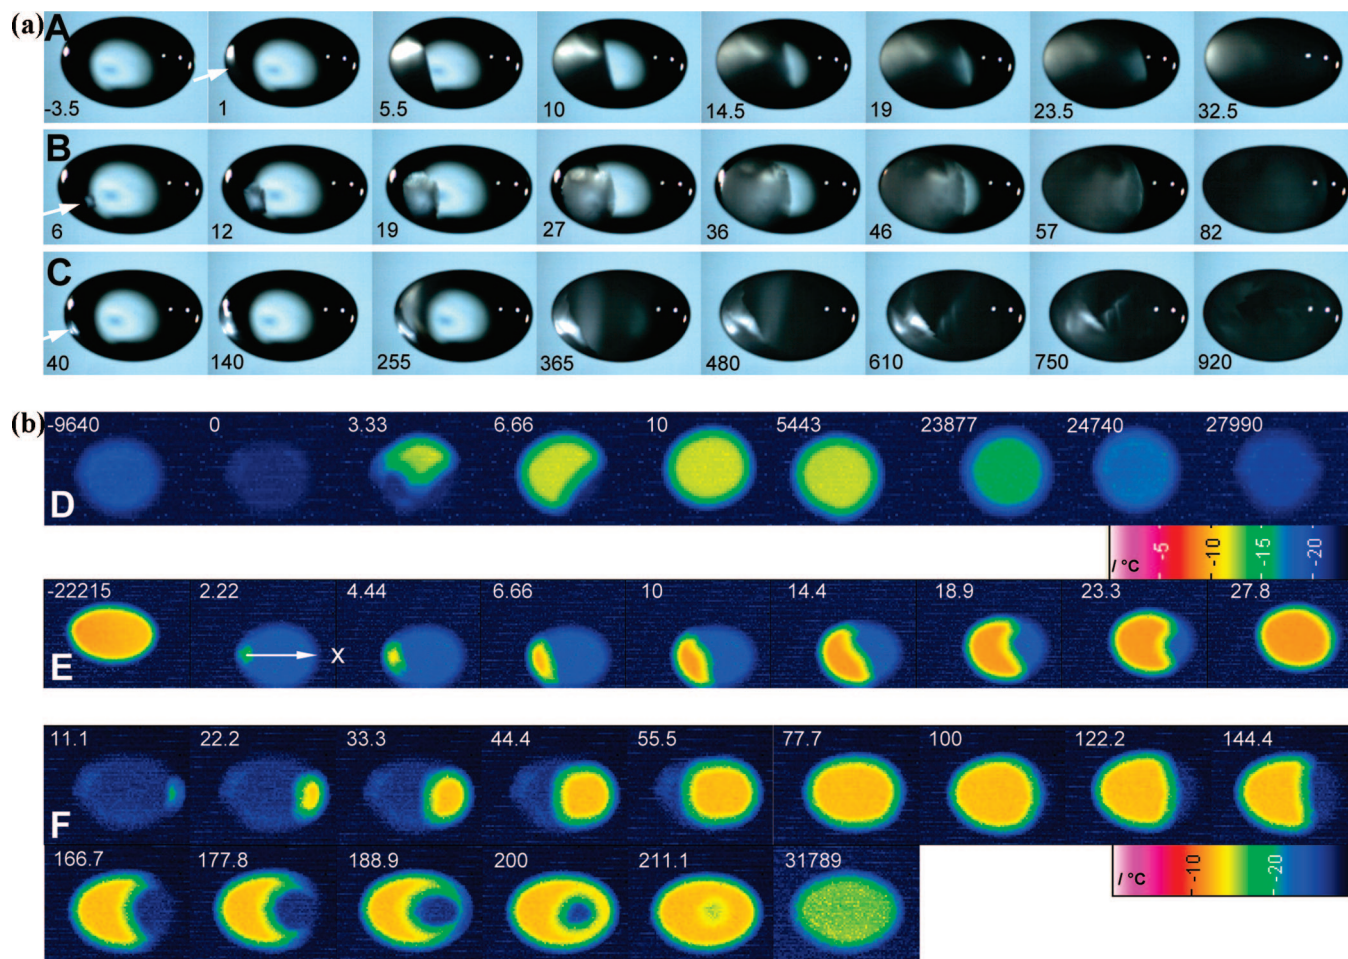 (a)
A
-3.5 1 5.5 10 14.5 19 23.5 32.5
B
6 12 19 27 36 46 57 82
C
40 140 255 365 480 610 750 920
(b)
-9640 0 3.33 6.66 10 5443 23877 24740 27990
D
/ °C -5 -10 -15 -20
-22215 2.22 4.44 6.66 10 14.4 18.9 23.3 27.8
X
E
11.1 22.2 33.3 44.4 55.5 77.7 100 122.2 144.4
F
166.7 177.8 188.9 200 211.1 31789
/ °C -10 -20